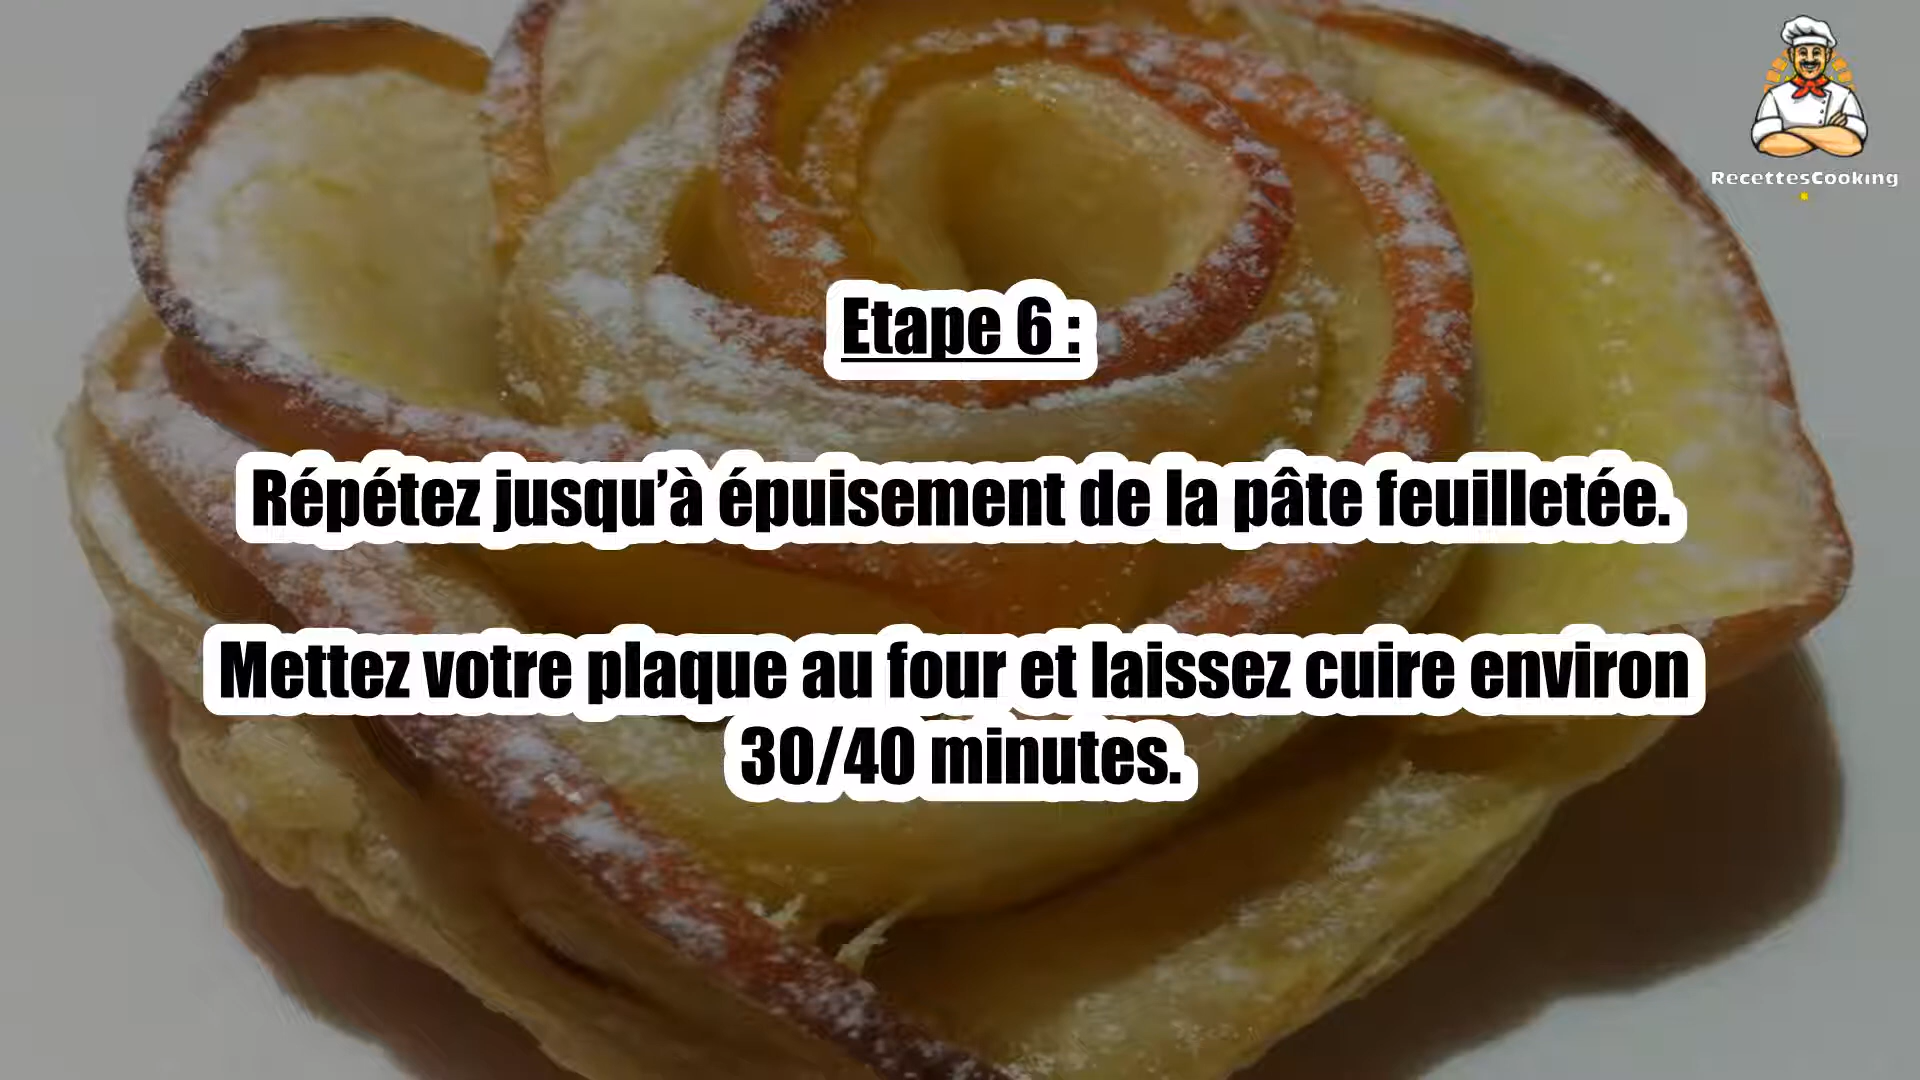 RecettesCooking
Etape 6 :
Répétez jusqu’à épuisement de la pâte feuilletée.
Mettez votre plaque au four et laissez cuire environ
30/40 minutes.